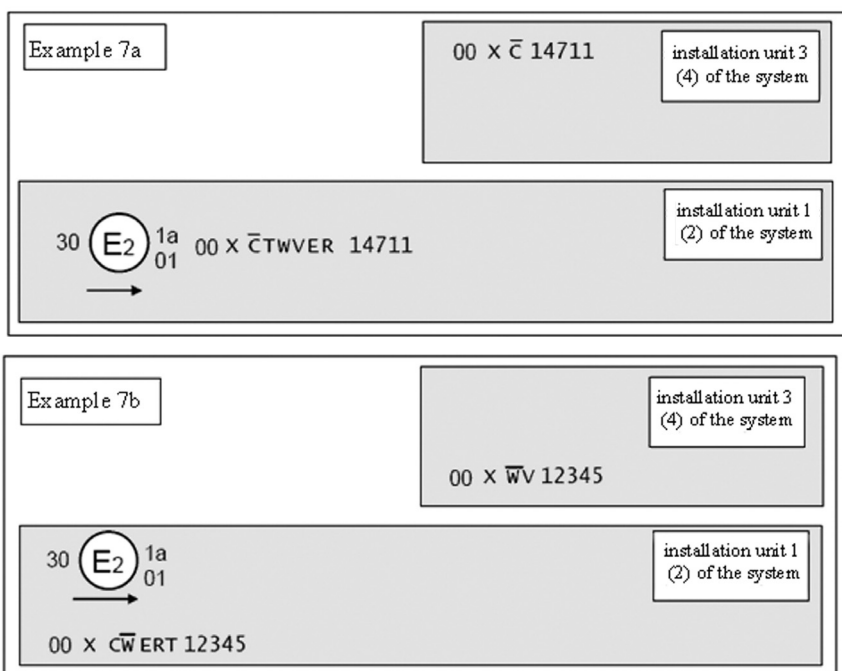 Example 7a
00 X C̅ 14711
installation unit 3
(4) of the system
30 E2 1a
01
00 X C̅TWVER 14711
installation unit 1
(2) of the system
Example 7b
installation unit 3
(4) of the system
00 X W̅V 12345
30 E2 1a
01
installation unit 1
(2) of the system
00 X CW̅ERT 12345